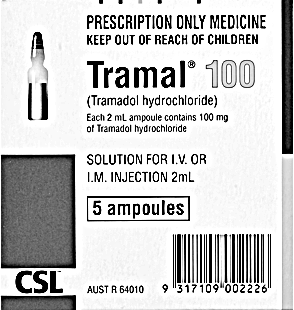 PRESCRIPTION ONLY MEDICINE
KEEP OUT OF REACH OF CHILDREN
Tramal® 100
(Tramadol hydrochloride)
Each 2 mL ampoule contains 100 mg
of Tramadol hydrochloride
SOLUTION FOR I.V. OR
I.M. INJECTION 2mL
5 ampoules
CSL
AUST R 64010
9 317109 002226